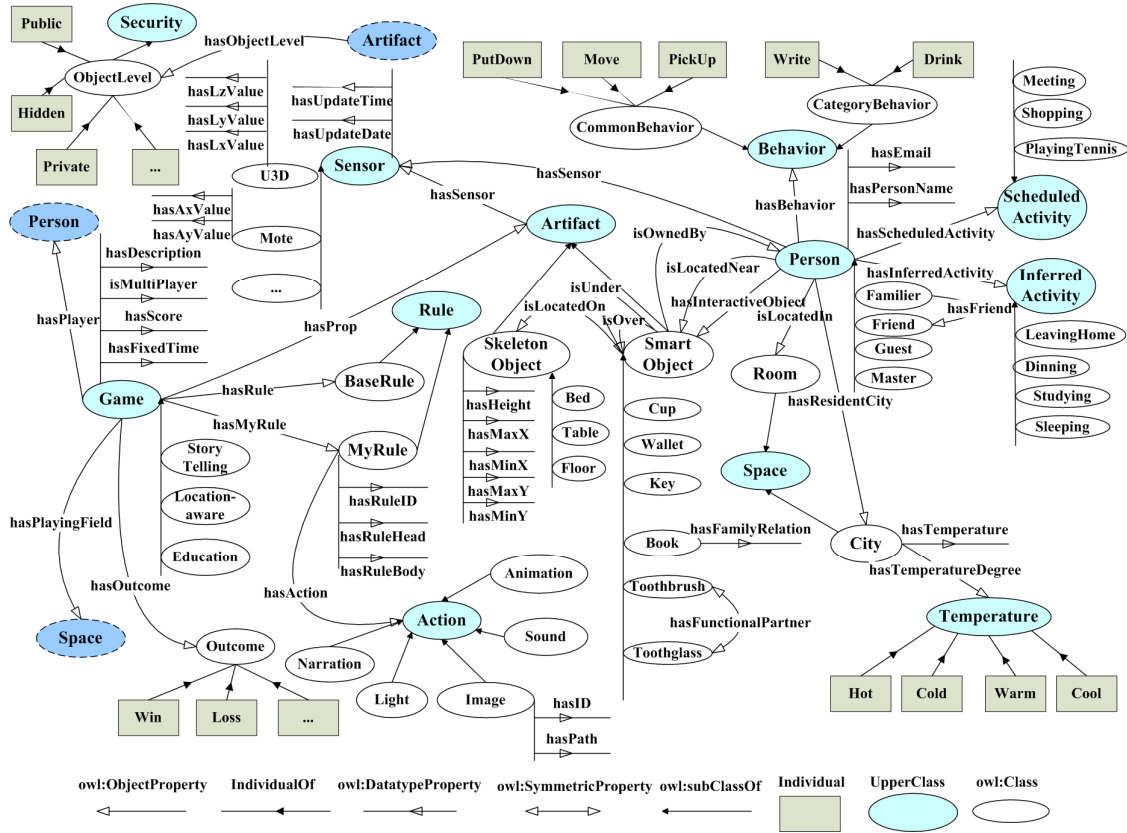 Public
Security
hasObjectLevel
Artifact
ObjectLevel
Hidden
Private
...
hasLzValue
hasLyValue
hasLxValue
hasUpdateTime
hasUpdateDate
U3D
Sensor
hasAxValue
hasAyValue
Mote
...
PutDown
Move
PickUp
Write
Drink
CommonBehavior
CategoryBehavior
Behavior
Meeting
Shopping
PlayingTennis
hasEmail
hasPersonName
hasBehavior
hasScheduledActivity
Scheduled
Activity
hasSensor
hasSensor
Artifact
isOwnedBy
Person
isLocatedNear
hasInferredActivity
Inferred
Activity
Familier
hasFriend
Friend
Guest
Master
LeavingHome
Dinning
Studying
Sleeping
Person
hasDescription
isMultiPlayer
hasScore
hasFixedTime
hasPlayer
hasProp
Rule
isLocatedOn
isUnder
isOver
hasInteractiveObject
isLocatedIn
Skeleton
Object
Smart
Object
Room
hasResidentCity
Game
hasRule
BaseRule
hasMyRule
MyRule
hasRuleID
hasRuleHead
hasRuleBody
hasHeight
hasMaxX
hasMinX
hasMaxY
hasMinY
Bed
Table
Floor
Cup
Wallet
Key
Book
hasFamilyRelation
Toothbrush
hasFunctionalPartner
Toothglass
Space
City
hasTemperature
hasTemperatureDegree
Temperature
Hot
Cold
Warm
Cool
Story
Telling
Location-
aware
Education
hasPlayingField
hasOutcome
hasAction
Space
Outcome
Win
Loss
...
Animation
Action
Sound
Narration
Light
Image
hasID
hasPath
owl:ObjectProperty
IndividualOf
owl:DatatypeProperty
owl:SymmetricProperty
owl:subClassOf
Individual
UpperClass
owl:Class